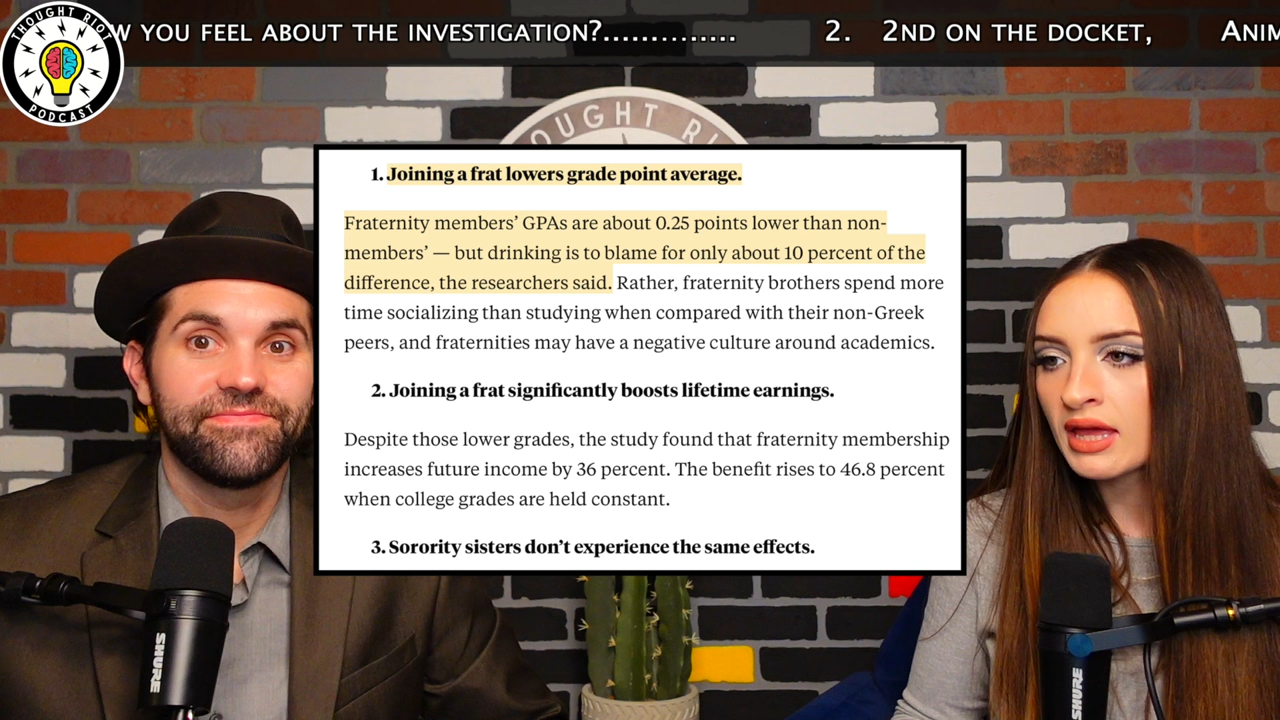 W YOU FEEL ABOUT THE INVESTIGATION?.............. 2. 2ND ON THE DOCKET, ANIM
THOUGHT RIOT
PODCAST
THOUGHT RI
1. Joining a frat lowers grade point average.
Fraternity members’ GPAs are about 0.25 points lower than non-
members’ — but drinking is to blame for only about 10 percent of the
difference, the researchers said. Rather, fraternity brothers spend more
time socializing than studying when compared with their non-Greek
peers, and fraternities may have a negative culture around academics.
2. Joining a frat significantly boosts lifetime earnings.
Despite those lower grades, the study found that fraternity membership
increases future income by 36 percent. The benefit rises to 46.8 percent
when college grades are held constant.
3. Sorority sisters don’t experience the same effects.
SHURE
SHURE